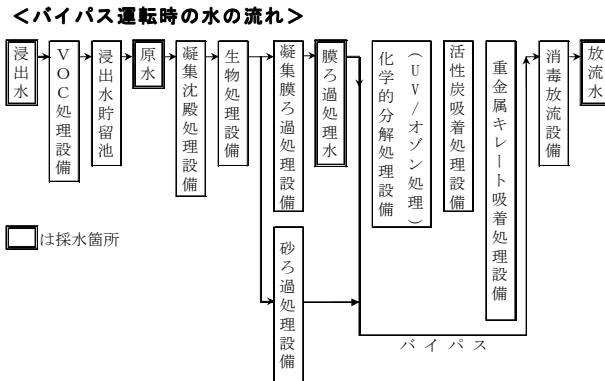 ＜バイパス運転時の水の流れ＞
浸出水
ＶＯＣ処理設備
浸出水貯留池
原水
凝集沈殿処理設備
生物処理設備
凝集膜ろ過処理設備
膜ろ過処理水
化学的分解処理設備
（ＵＶ/オゾン処理）
活性炭吸着処理設備
重金属キレート吸着処理設備
消毒放流設備
放流水
は採水箇所
砂ろ過処理設備
バイパス